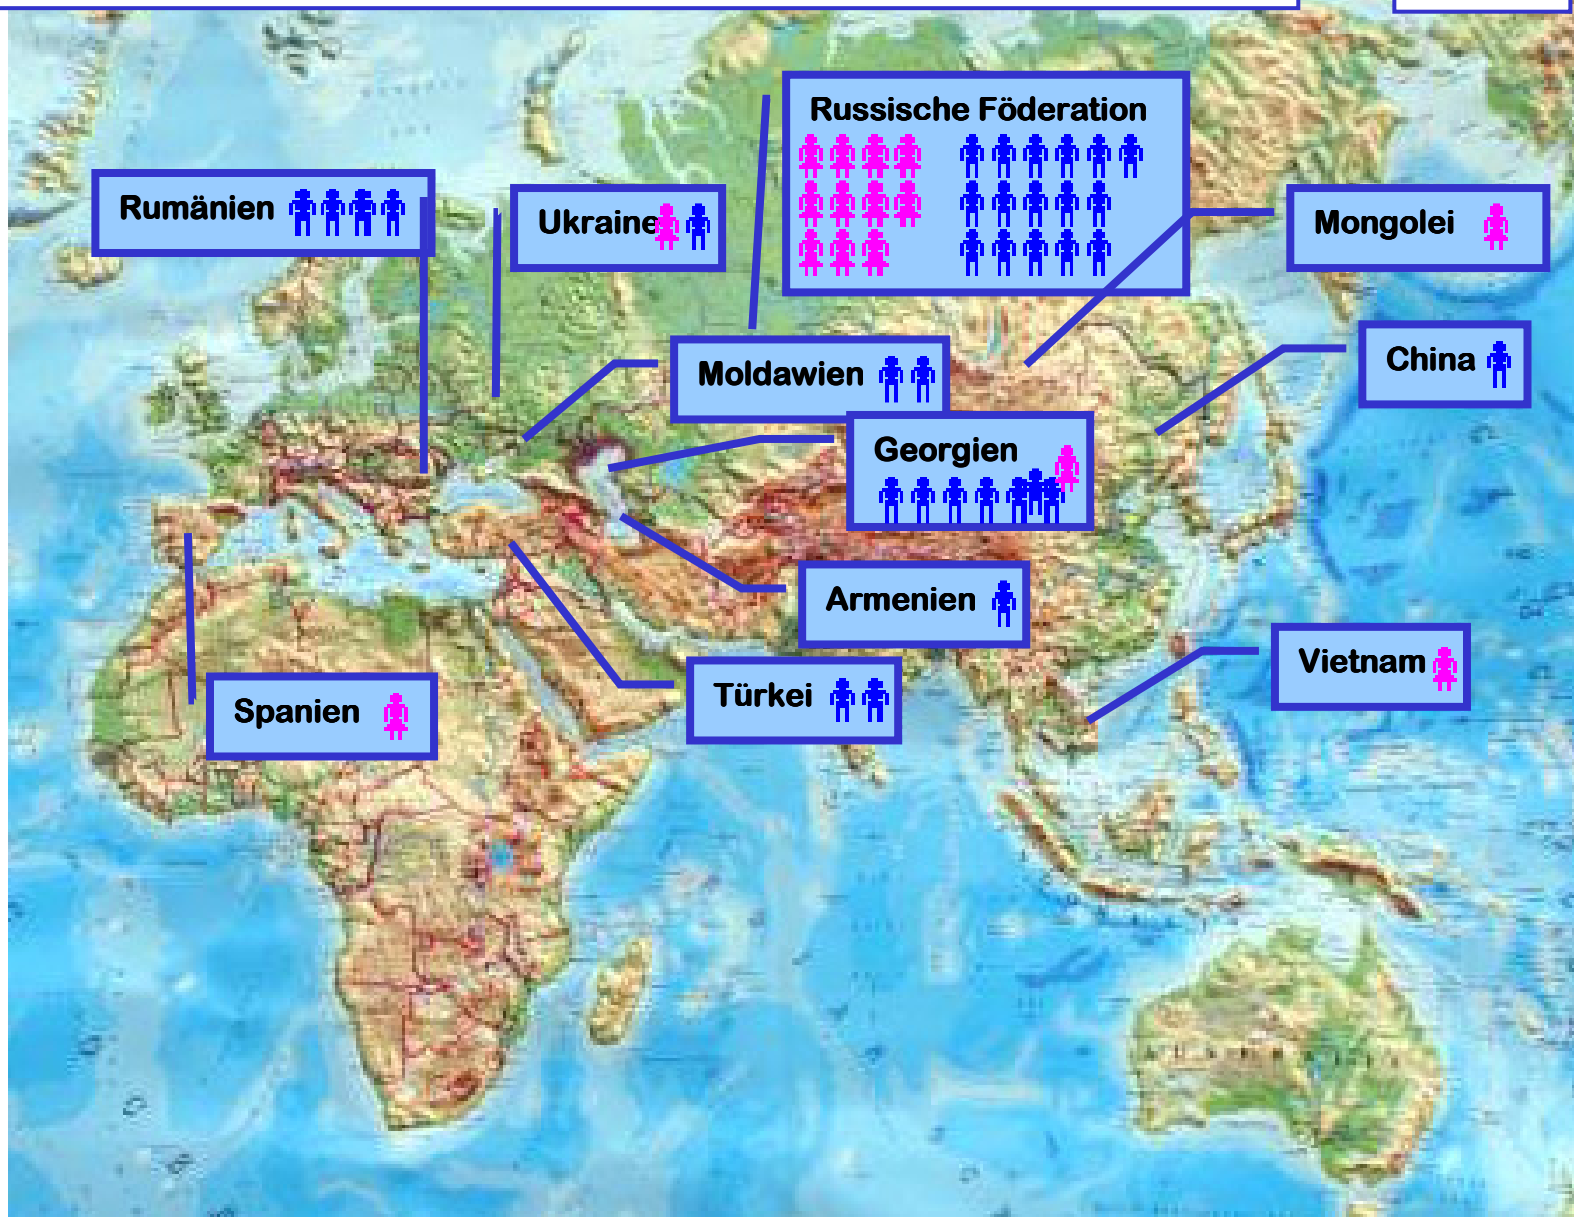 Russische Föderation
Rumänien
Ukraine
Mongolei
China
Moldawien
Georgien
Armenien
Vietnam
Türkei
Spanien